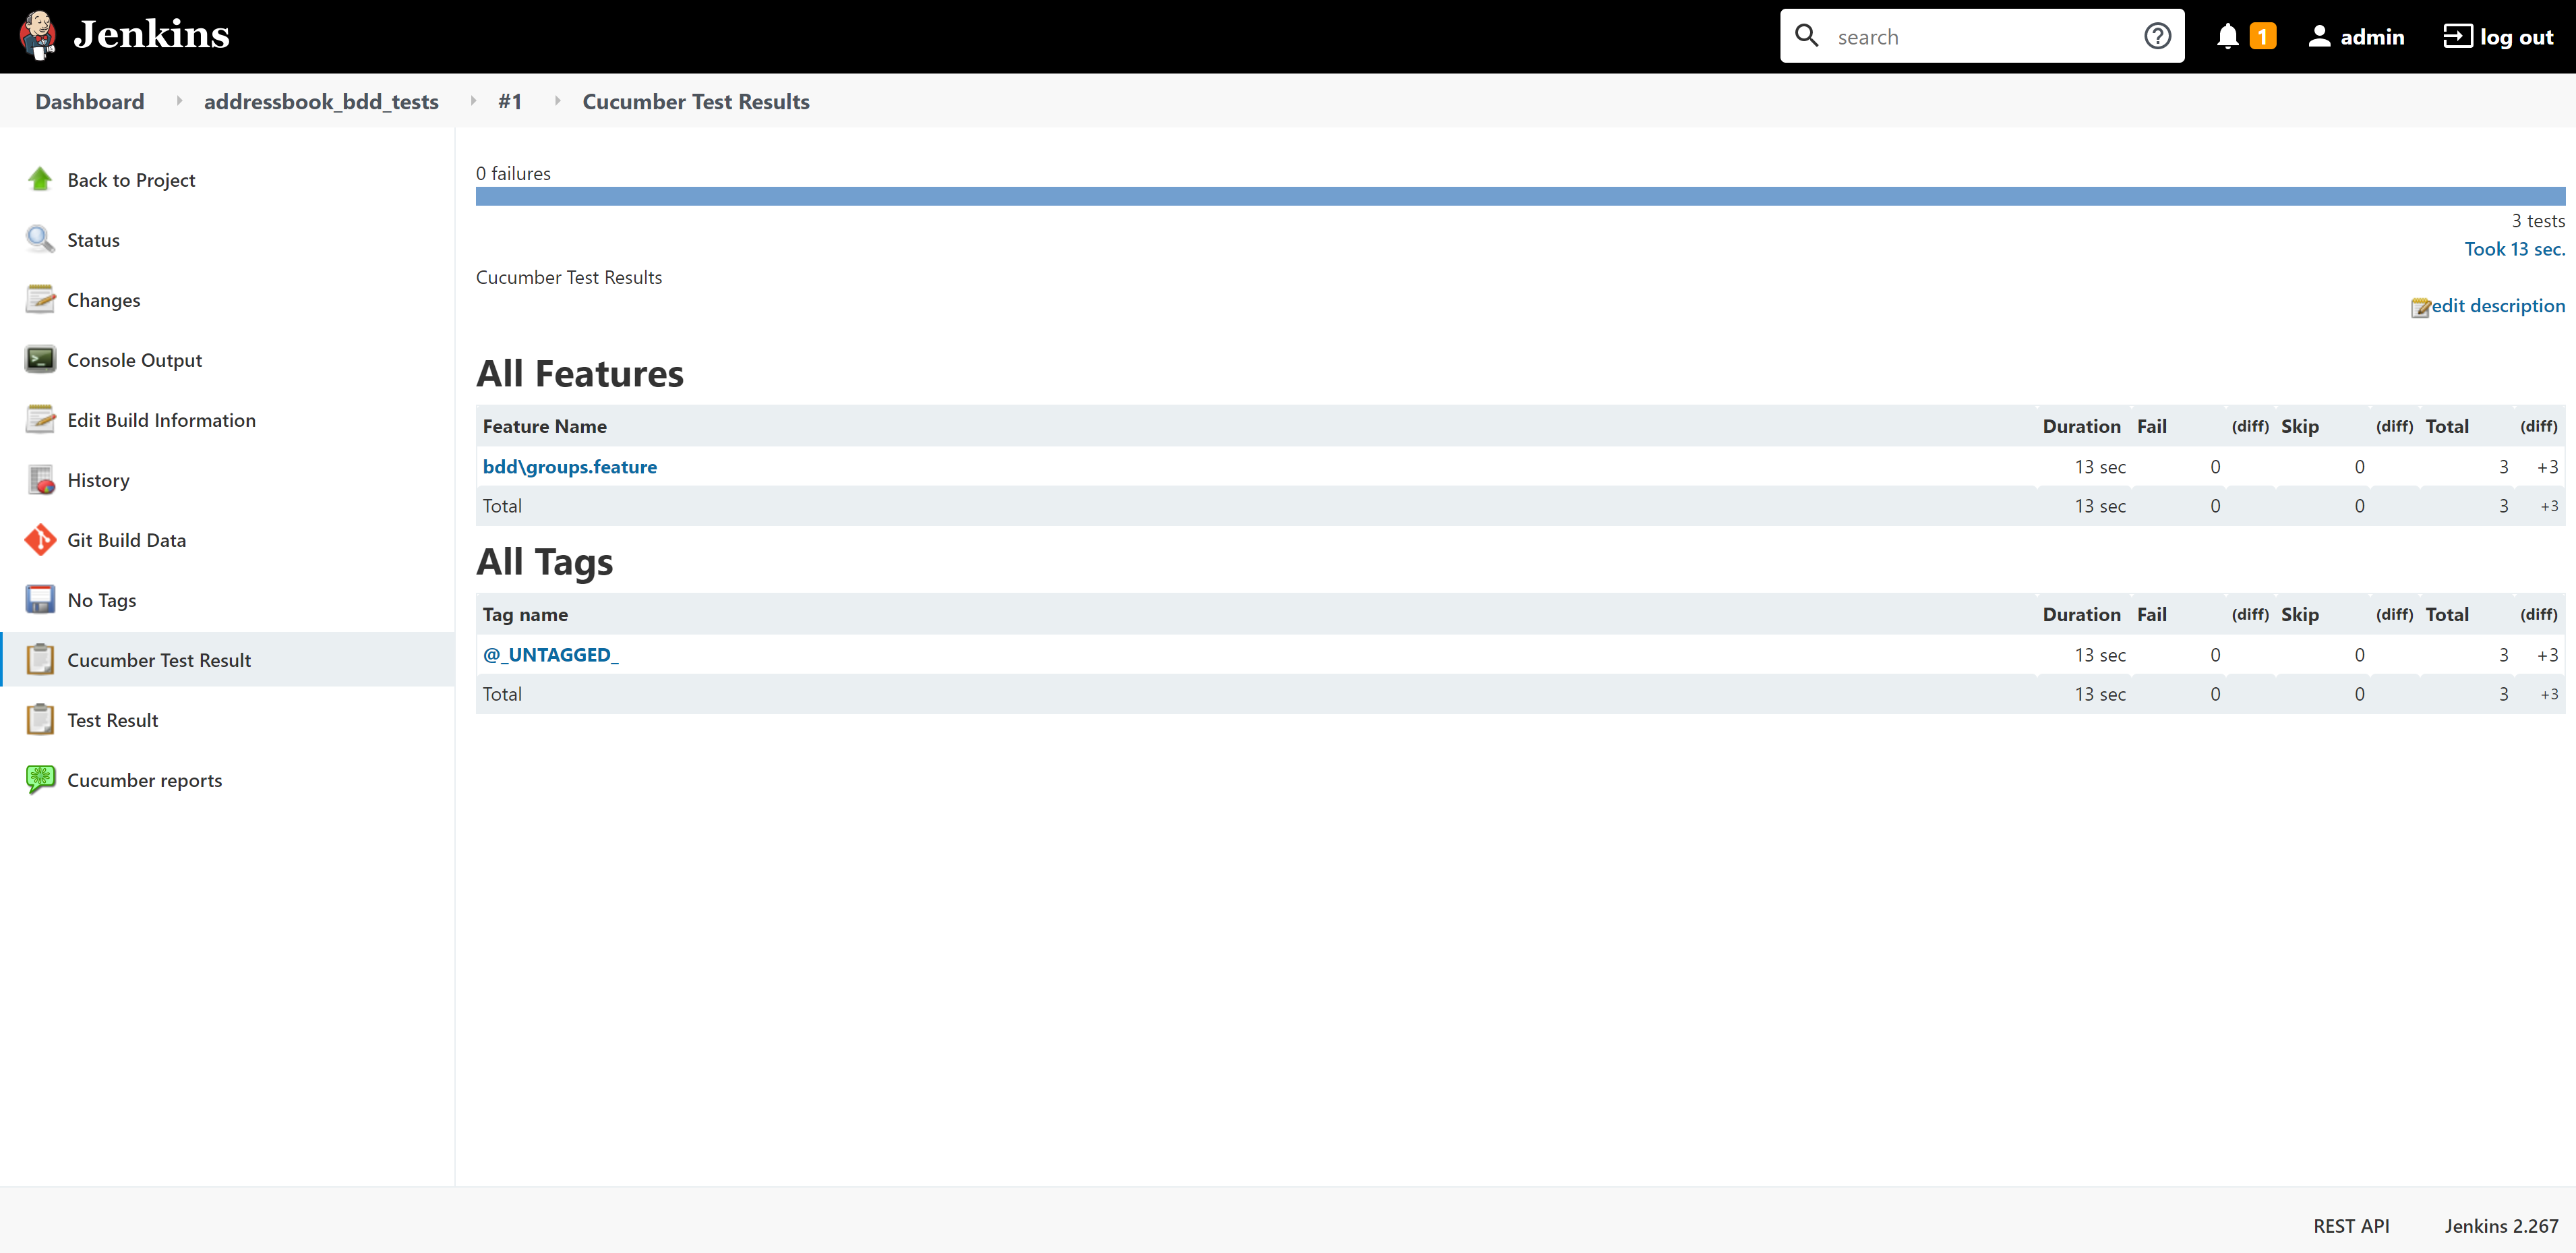 Jenkins
search
1
admin
log out
Dashboard addressbook_bdd_tests #1 Cucumber Test Results
Back to Project
Status
Changes
Console Output
Edit Build Information
History
Git Build Data
No Tags
Cucumber Test Result
Test Result
Cucumber reports
0 failures
3 tests
Took 13 sec.
Cucumber Test Results
edit description
All Features
Feature Name Duration Fail (diff) Skip (diff) Total (diff)
bdd\groups.feature 13 sec 0 0 3 +3
Total 13 sec 0 0 3 +3
All Tags
Tag name Duration Fail (diff) Skip (diff) Total (diff)
@_UNTAGGED_ 13 sec 0 0 3 +3
Total 13 sec 0 0 3 +3
REST API Jenkins 2.267